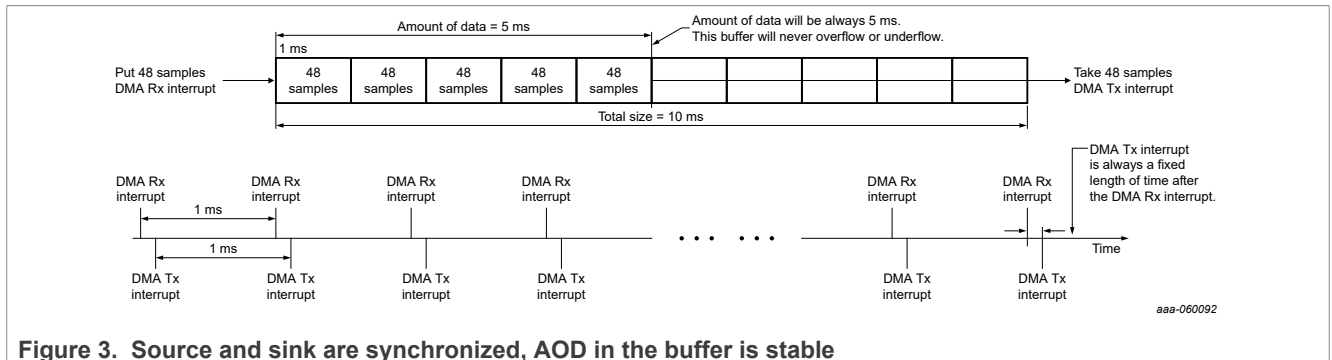 Amount of data = 5 ms
Amount of data will be always 5 ms.
This buffer will never overflow or underflow.
1 ms
Put 48 samples
DMA Rx interrupt
48
samples
48
samples
48
samples
48
samples
48
samples
Take 48 samples
DMA Tx interrupt
Total size = 10 ms
DMA Rx
interrupt
DMA Rx
interrupt
DMA Rx
interrupt
DMA Rx
interrupt
DMA Rx
interrupt
DMA Rx
interrupt
DMA Tx interrupt
is always a fixed
length of time after
the DMA Rx interrupt.
1 ms
1 ms
Time
DMA Tx
interrupt
DMA Tx
interrupt
DMA Tx
interrupt
DMA Tx
interrupt
DMA Tx
interrupt
DMA Tx
interrupt
aaa-060092
Figure 3. Source and sink are synchronized, AOD in the buffer is stable